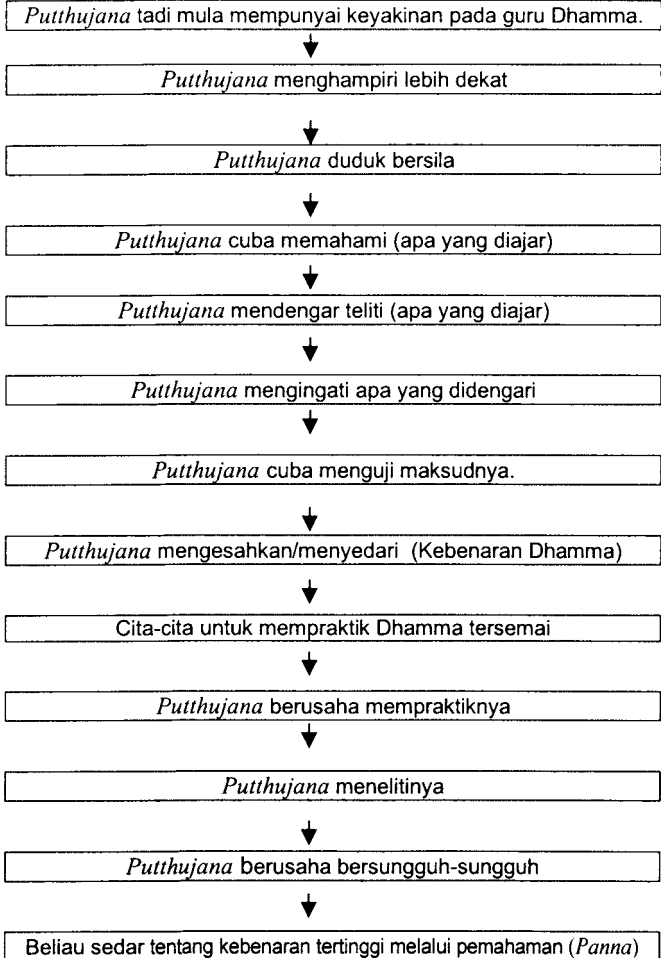 Putthujana tadi mula mempunyai keyakinan pada guru Dhamma.
Putthujana menghampiri lebih dekat
Putthujana duduk bersila
Putthujana cuba memahami (apa yang diajar)
Putthujana mendengar teliti (apa yang diajar)
Putthujana mengingati apa yang didengari
Putthujana cuba menguji maksudnya.
Putthujana mengesahkan/menyedari (Kebenaran Dhamma)
Cita-cita untuk mempraktik Dhamma tersemai
Putthujana berusaha mempraktiknya
Putthujana menelitinya
Putthujana berusaha bersungguh-sungguh
Beliau sedar tentang kebenaran tertinggi melalui pemahaman (Panna)